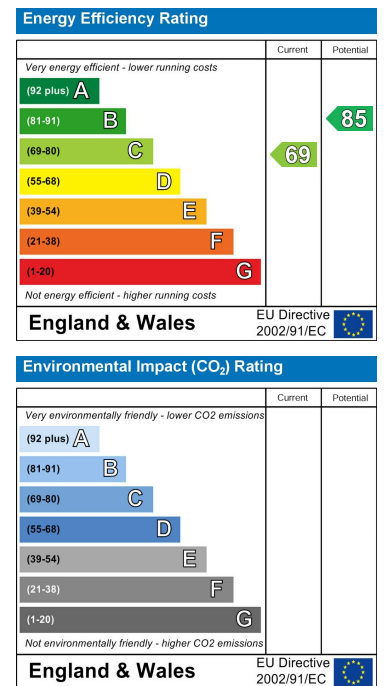 Energy Efficiency Rating
Current Potential
Very energy efficient - lower running costs
(92 plus) A
(81-91) B
85
(69-80) C
69
(55-68) D
(39-54) E
(21-38) F
(1-20) G
Not energy efficient - higher running costs
England & Wales
EU Directive
2002/91/EC
Environmental Impact (CO₂) Rating
Current Potential
Very environmentally friendly - lower CO2 emissions
(92 plus) A
(81-91) B
(69-80) C
(55-68) D
(39-54) E
(21-38) F
(1-20) G
Not environmentally friendly - higher CO2 emissions
England & Wales
EU Directive
2002/91/EC